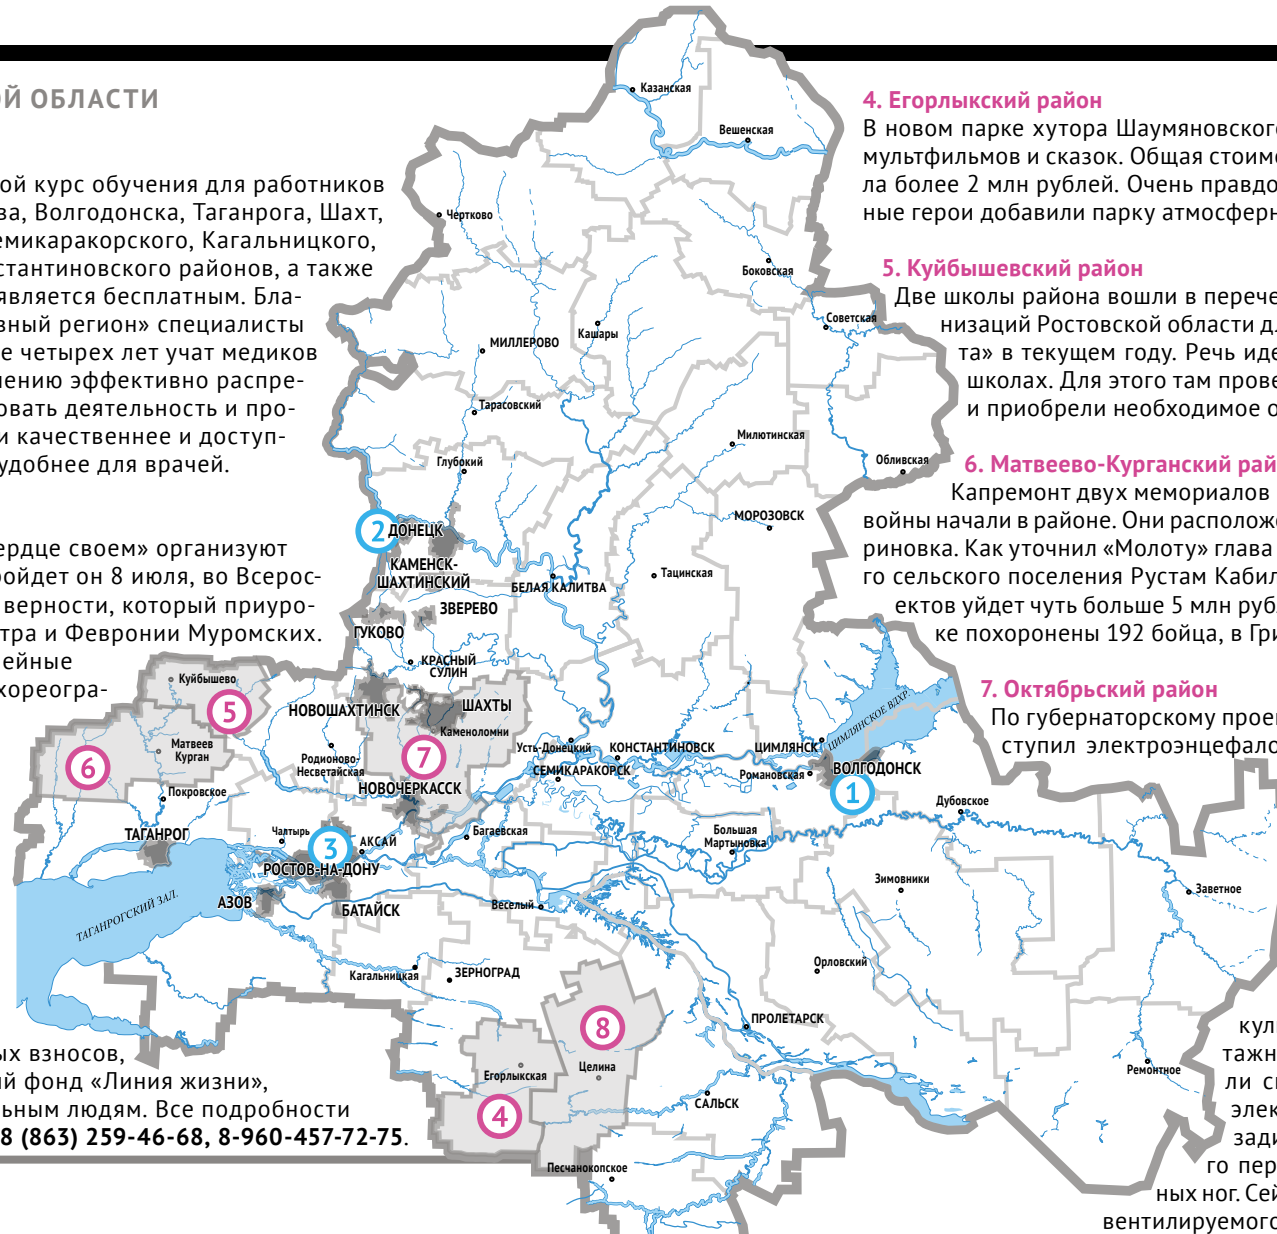 ОЙ ОБЛАСТИ
ой курс обучения для работников
ва, Волгодонска, Таганрога, Шахт,
емикаракорского, Кагальницкого,
стантиновского районов, а также
является бесплатным. Бла-
вный регион» специалисты
е четырех лет учат медиков
лению эффективно распре-
овать деятельность и про-
и качественнее и доступ-
удобнее для врачей.
ердце своем» организуют
ройдет он 8 июля, во Всерос-
верности, который приуро-
тра и Февронии Муромских.
ейные
хореогра-
ых взносов,
ий фонд «Линия жизни»,
льным людям. Все подробности
8 (863) 259-46-68, 8-960-457-72-75.
4. Егорлыкский район
В новом парке хутора Шаумяновского
мультфильмов и сказок. Общая стоимо
ла более 2 млн рублей. Очень правдо
ные герои добавили парку атмосферн
5. Куйбышевский район
Две школы района вошли в перече
низаций Ростовской области дл
та» в текущем году. Речь иде
школах. Для этого там прове
и приобрели необходимое о
6. Матвеево-Курганский рай
Капремонт двух мемориалов
войны начали в районе. Они расположе
риновка. Как уточнил «Молоту» глава
го сельского поселения Рустам Кабил
ектов уйдет чуть больше 5 млн рубл
ке похоронены 192 бойца, в Гри
7. Октябрьский район
По губернаторскому проек
ступил электроэнцефало
кул
тажн
ли сп
элек
зади
го пер
ных ног. Сей
вентилируемого
Казанская
Вешенская
Чертково
Боковская
Советская
Кашары
МИЛЛЕРОВО
Тарасовский
Милютинская
Глубокий
Обливская
МОРОЗОВСК
2
ДОНЕЦК
КАМЕНСК-
ШАХТИНСКИЙ
Тацинская
БЕЛАЯ КАЛИТВА
ЗВЕРЕВО
ГУКОВО
КРАСНЫЙ
СУЛИН
Куйбышево
5
НОВОШАХТИНСК
ШАХТЫ
Каменоломни
ЦИМЛЯНСКОЕ ВДХР.
6
Матвеев
Курган
Родионово-
Несветайская
7
Усть-Донецкий
КОНСТАНТИНОВСК
ЦИМЛЯНСК
СЕМИКАРАКОРСК
Романовская
ВОЛГОДОНСК
1
Покровское
НОВОЧЕРКАССК
Дубовское
ТАГАНРОГ
Чалтырь
3
АКСАЙ
Багаевская
Большая
Мартыновка
РОСТОВ-НА-ДОНУ
Зимовники
Заветное
АЗОВ
БАТАЙСК
Веселый
ТАГАНРОГСКИЙ ЗАЛ.
Кагальницкая
ЗЕРНОГРАД
Орловский
8
ПРОЛЕТАРСК
Егорлыкская
Целина
Ремонтное
4
САЛЬСК
Песчанокопское